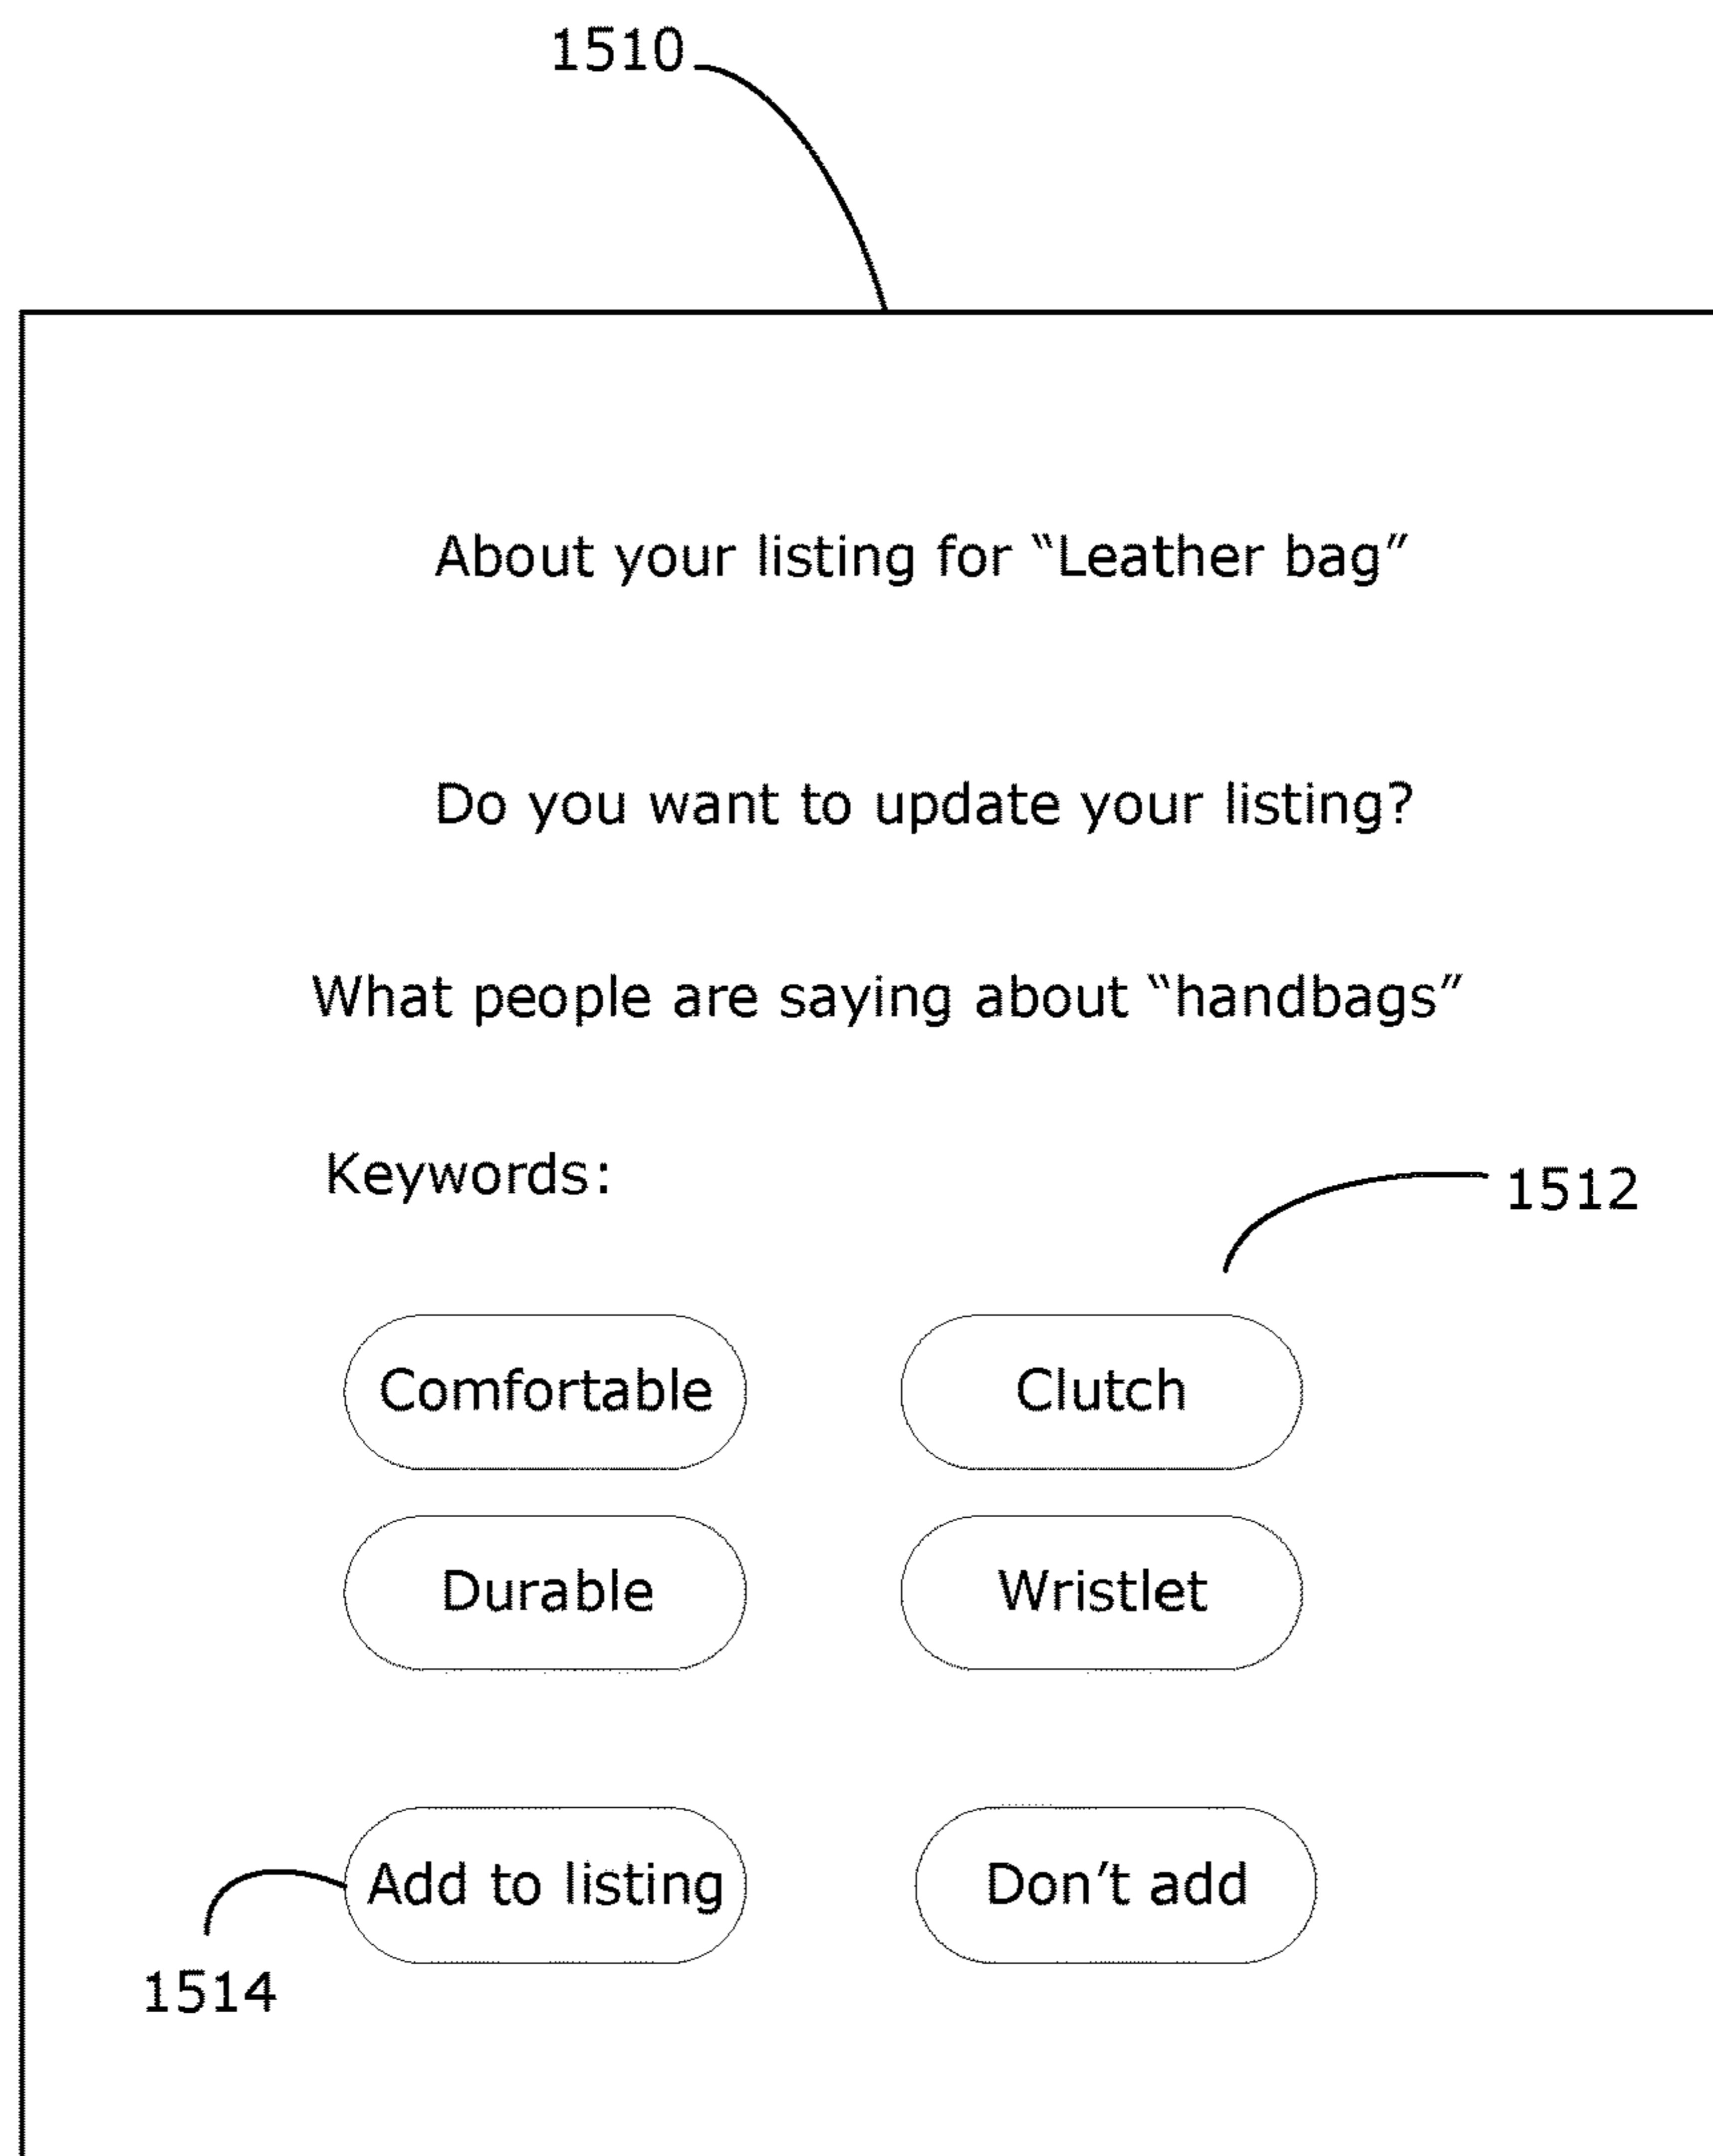 1510
About your listing for “Leather bag”
Do you want to update your listing?
What people are saying about “handbags”
Keywords:
1512
Comfortable Clutch
Durable Wristlet
Add to listing Don’t add
1514